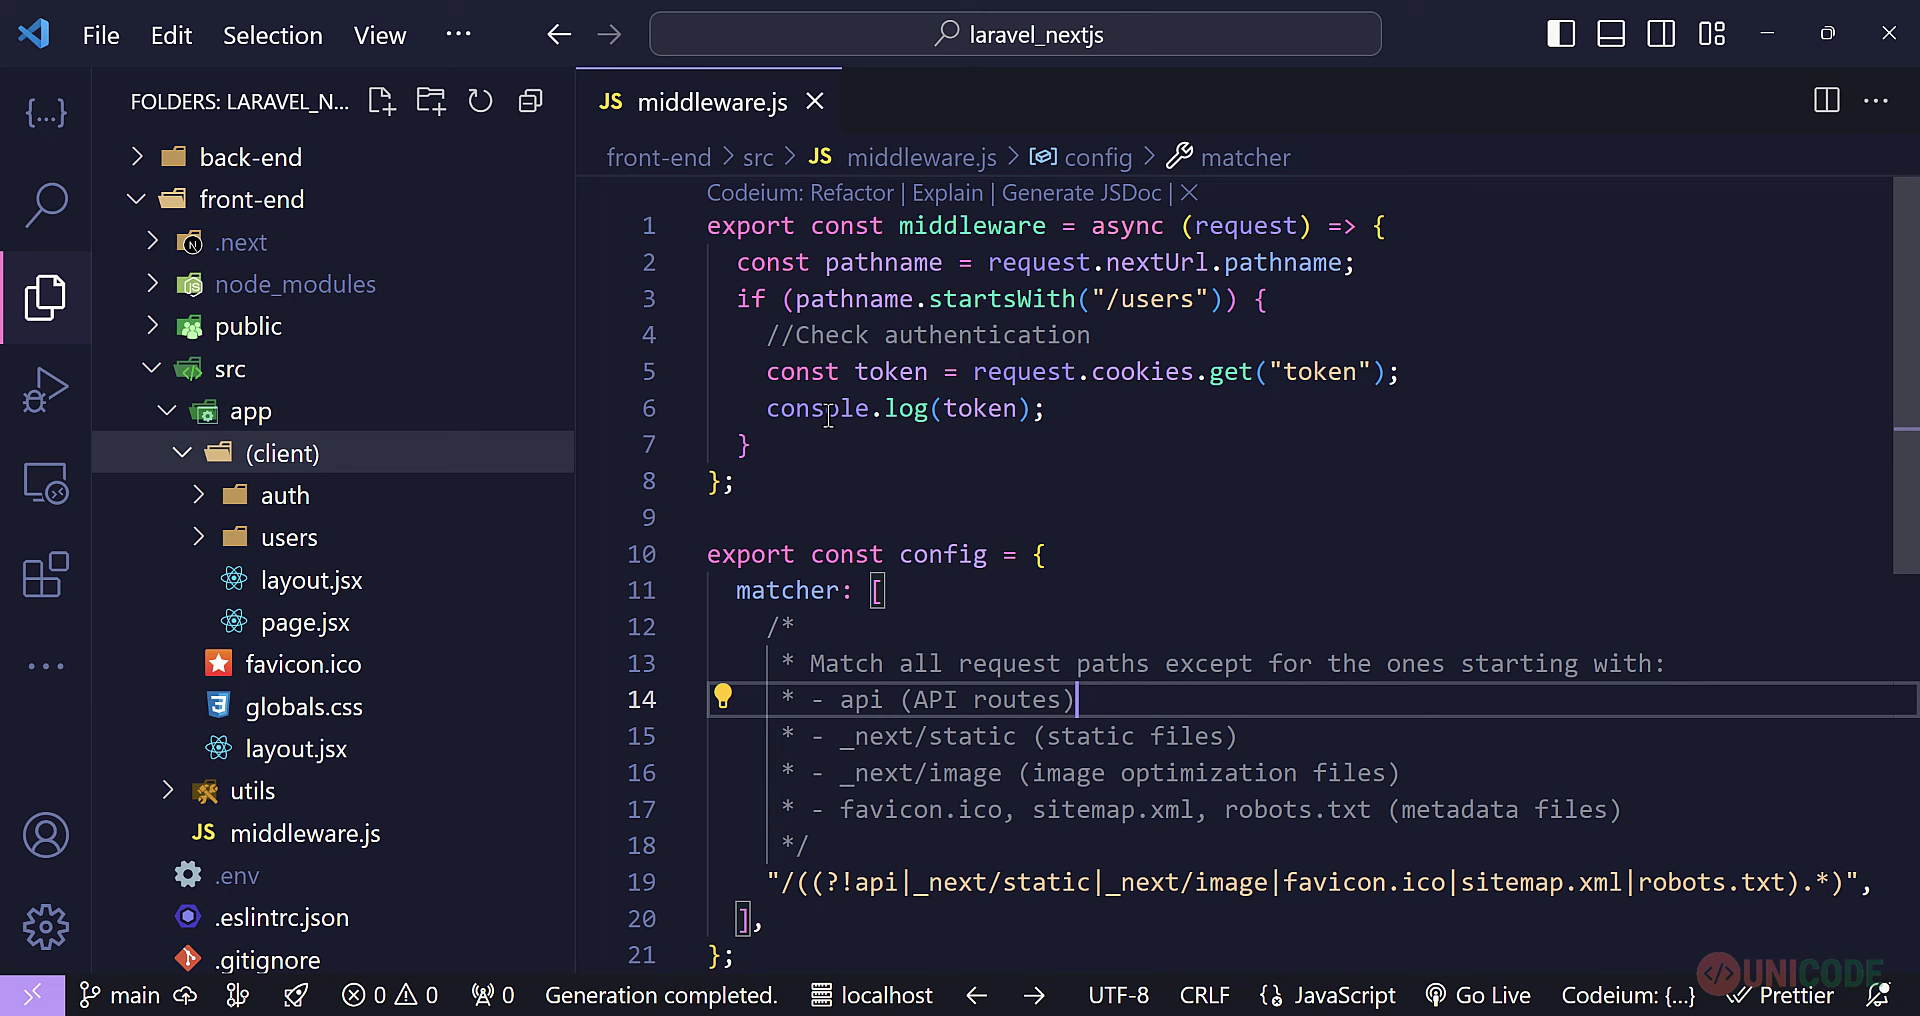 File Edit Selection View ···
laravel_nextjs
FOLDERS: LARAVEL_N...
back-end
front-end
.next
node_modules
public
src
app
(client)
auth
users
layout.jsx
page.jsx
favicon.ico
globals.css
layout.jsx
utils
JS middleware.js
.env
.eslintrc.json
.gitignore
JS middleware.js
front-end > src > JS middleware.js > config > matcher
Codeium: Refactor | Explain | Generate JSDoc | X
1 export const middleware = async (request) => {
2 const pathname = request.nextUrl.pathname;
3 if (pathname.startsWith("/users")) {
4 //Check authentication
5 const token = request.cookies.get("token");
6 console.log(token);
7 }
8 };
9
10 export const config = {
11 matcher: [
12 /*
13 * Match all request paths except for the ones starting with:
14 * - api (API routes)
15 * - _next/static (static files)
16 * - _next/image (image optimization files)
17 * - favicon.ico, sitemap.xml, robots.txt (metadata files)
18 */
19 "/((?!api|_next/static|_next/image|favicon.ico|sitemap.xml|robots.txt).*)",
20 ],
21 };
UNICODE
main 0 0 0 Generation completed. localhost UTF-8 CRLF JavaScript Go Live Codeium: {...} Prettier